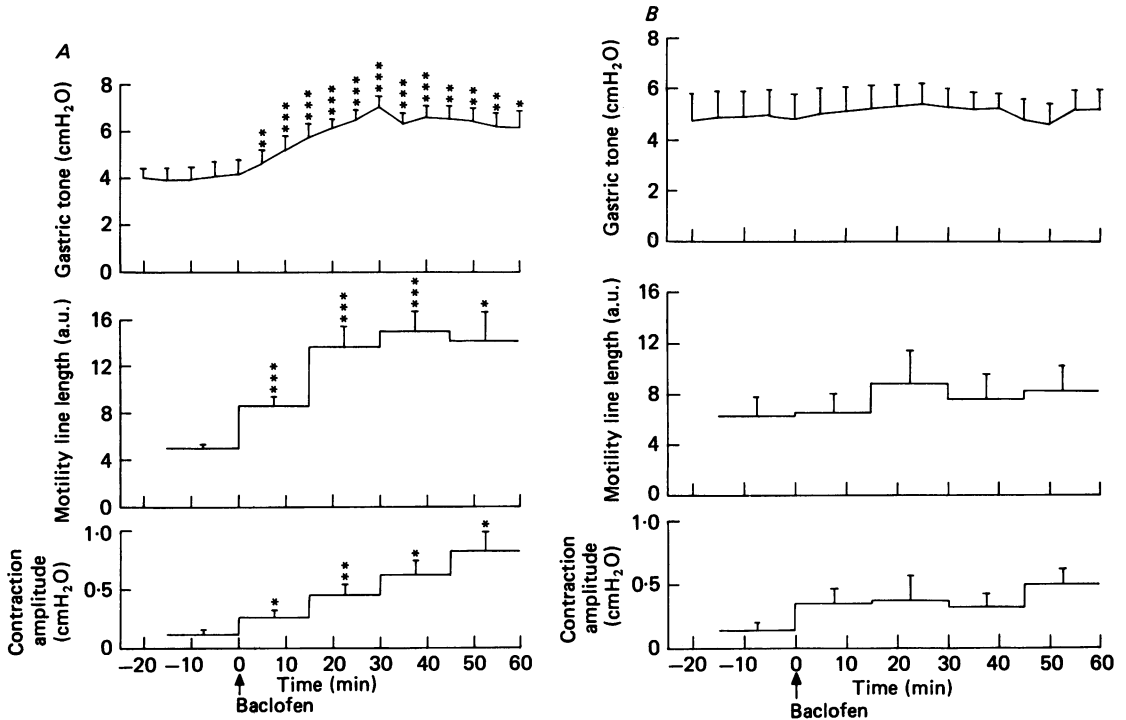 A
Gastric tone (cmH₂O)
8
6
4
2
0
**
***
***
***
***
***
***
***
**
**
**
*
Motility line length (a.u.)
16
12
8
4
0
***
***
***
*
Contraction
amplitude
(cmH₂O)
1·0
0·5
0
*
**
*
*
−20 −10 0 10 20 30 40 50 60
Time (min)
Baclofen
B
Gastric tone (cmH₂O)
8
6
4
2
0
Motility line length (a.u.)
16
12
8
4
0
Contraction
amplitude
(cmH₂O)
1·0
0·5
0
−20 −10 0 10 20 30 40 50 60
Time (min)
Baclofen